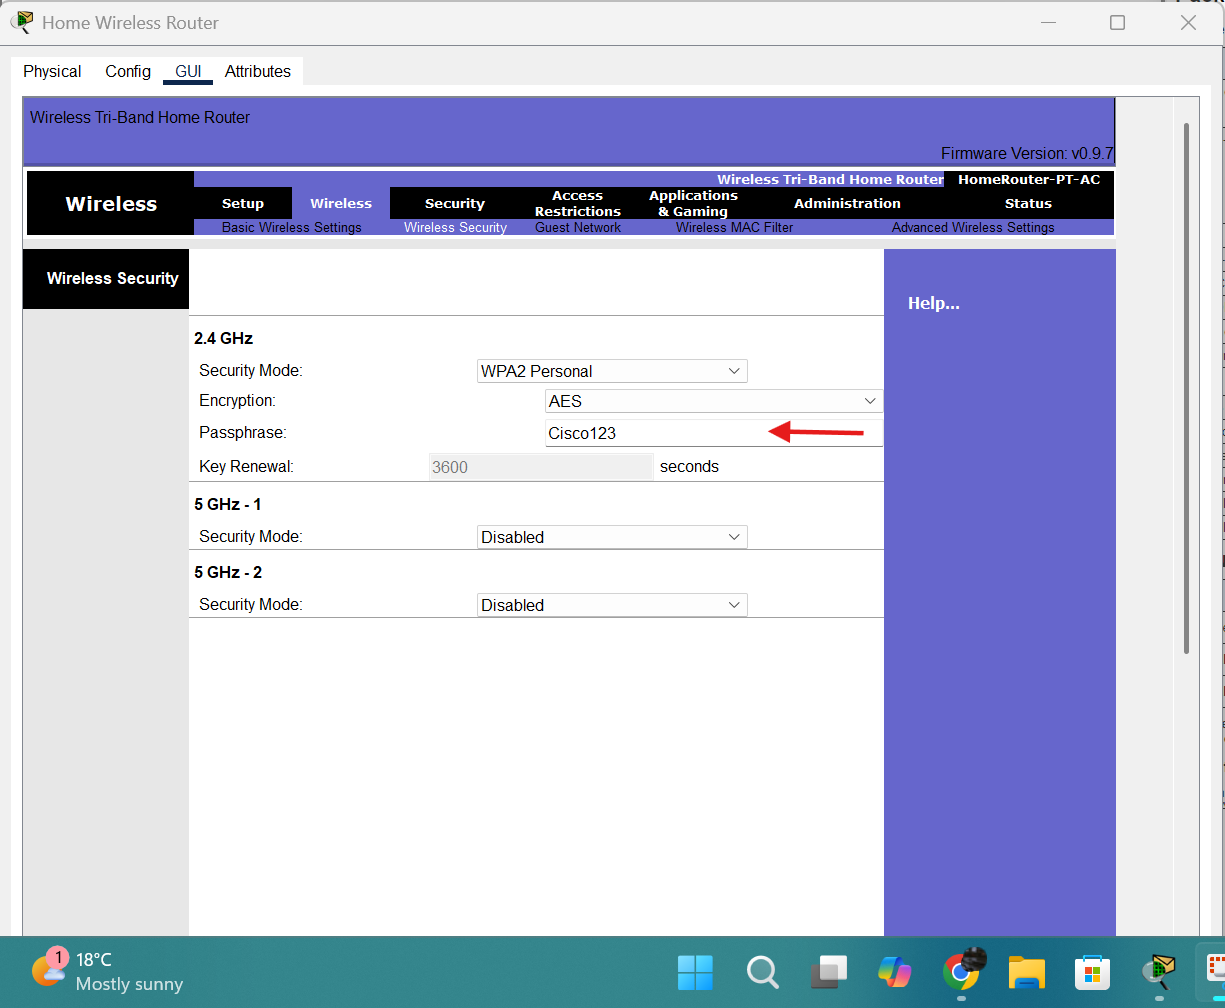 Home Wireless Router
Physical Config GUI Attributes
Wireless Tri-Band Home Router
Firmware Version: v0.9.7
Wireless Tri-Band Home Router HomeRouter-PT-AC
Wireless
Setup Wireless Security Access Restrictions Applications & Gaming Administration Status
Basic Wireless Settings Wireless Security Guest Network Wireless MAC Filter Advanced Wireless Settings
Wireless Security
Help...
2.4 GHz
Security Mode: WPA2 Personal
Encryption: AES
Passphrase: Cisco123
Key Renewal: 3600 seconds
5 GHz - 1
Security Mode: Disabled
5 GHz - 2
Security Mode: Disabled
1
18°C
Mostly sunny